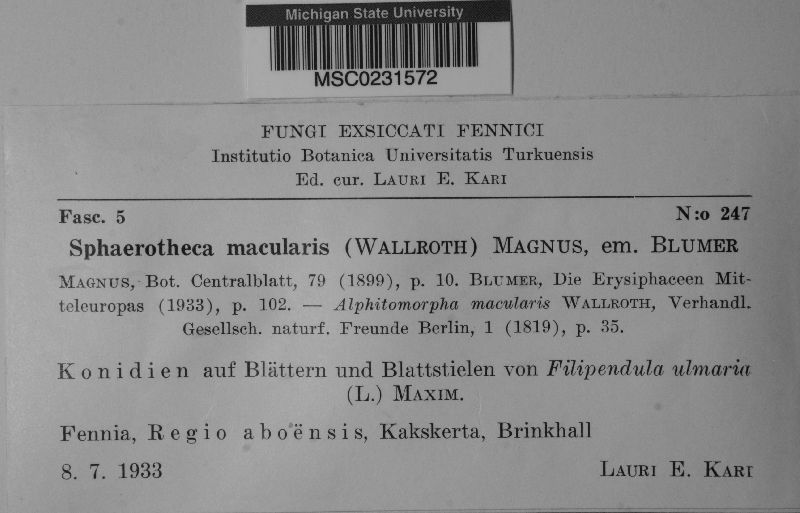 Michigan State University
MSC0231572
FUNGI EXSICCATI FENNICI
Institutio Botanica Universitatis Turkuensis
Ed. cur. LAURI E. KARI
Fasc. 5 N:o 247
Sphaerotheca macularis (WALLROTH) MAGNUS, em. BLUMER
MAGNUS, Bot. Centralblatt, 79 (1899), p. 10. BLUMER, Die Erysiphaceen Mit-
teleuropas (1933), p. 102. — Alphitomorpha macularis WALLROTH, Verhandl.
Gesellsch. naturf. Freunde Berlin, 1 (1819), p. 35.
Konidien auf Blättern und Blattstielen von Filipendula ulmaria
(L.) MAXIM.
Fennia, Regio aboënsis, Kakskerta, Brinkhall
8. 7. 1933 LAURI E. KARI